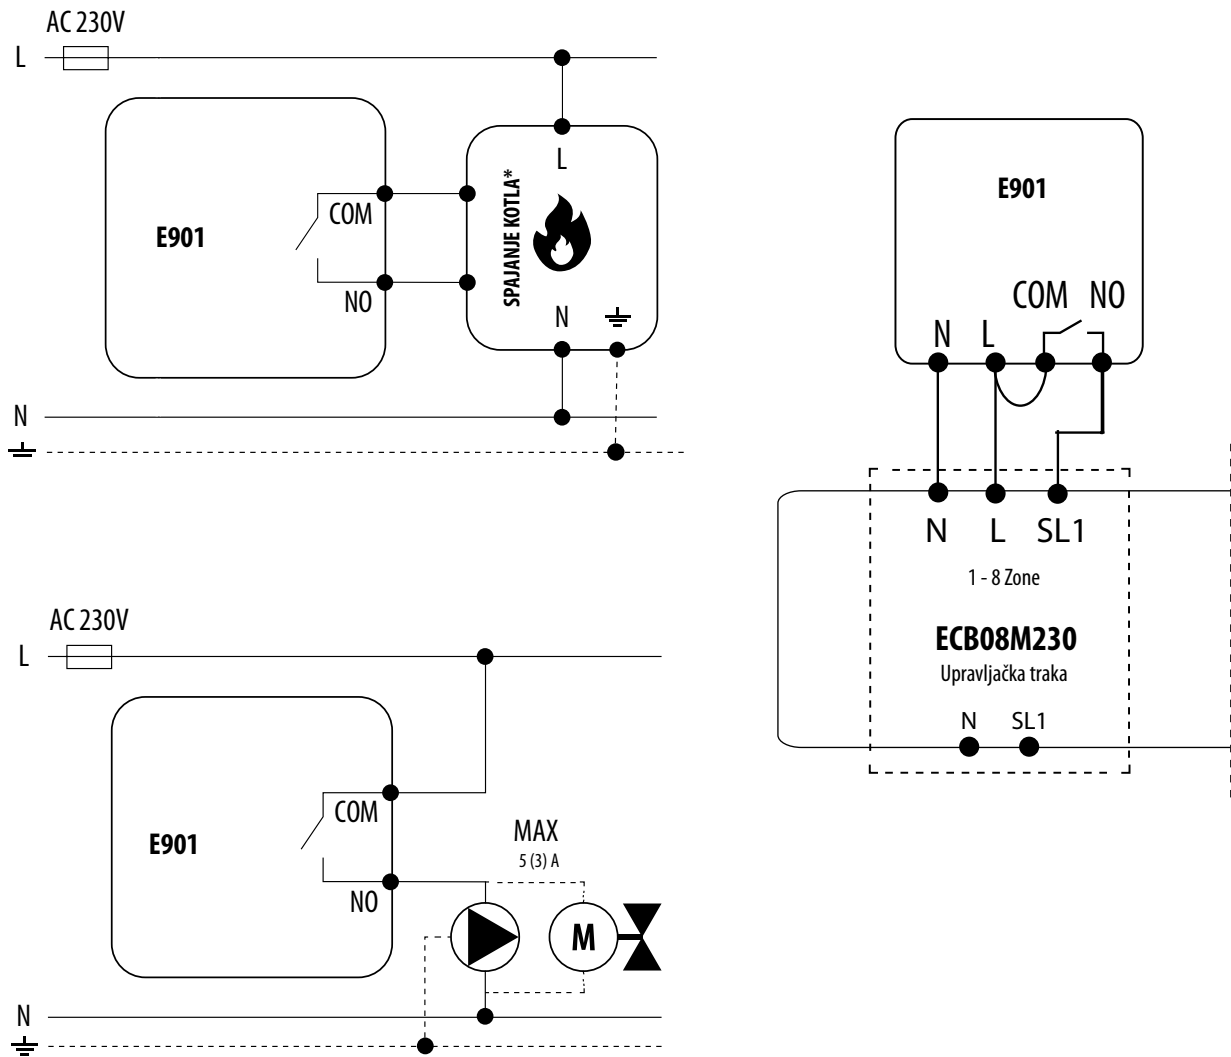 AC 230V
L
E901
COM
NO
L
SPAJANJE KOTLA*
N
N
E901
COM NO
N L
N L SL1
1 - 8 Zone
ECB08M230
Upravljačka traka
N SL1
AC 230V
L
E901
COM
NO
MAX
5 (3) A
M
N